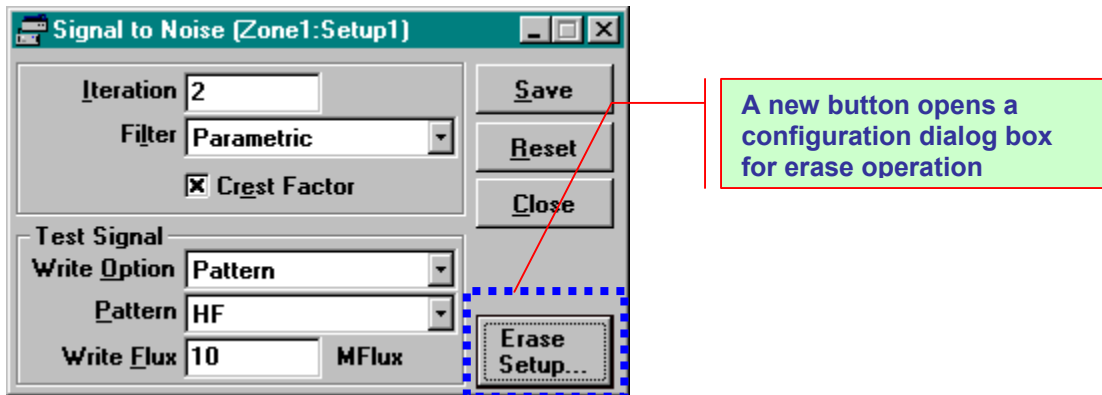 Signal to Noise (Zone1:Setup1)
Iteration 2
Filter Parametric
Crest Factor
Save
Reset
Close
Test Signal
Write Option Pattern
Pattern HF
Write Flux 10 MFlux
Erase
Setup...
A new button opens a
configuration dialog box
for erase operation